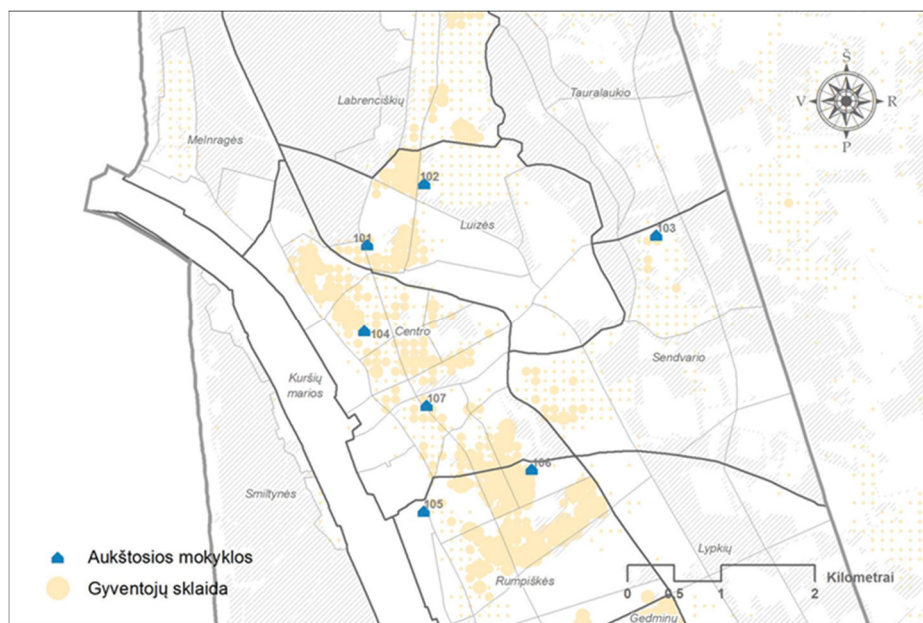 Š
V R
P
Tauralaukio
Labrenciškių
Melnragės
102
Luizės
103
101
104
Centro
Sendvario
Kuršių
marios
107
106
Smiltynės
105
Lypkių
Aukštosios mokyklos
Gyventojų sklaida
Rumpiškės
Kilometrai
0 0,5 1 2
Gedminų